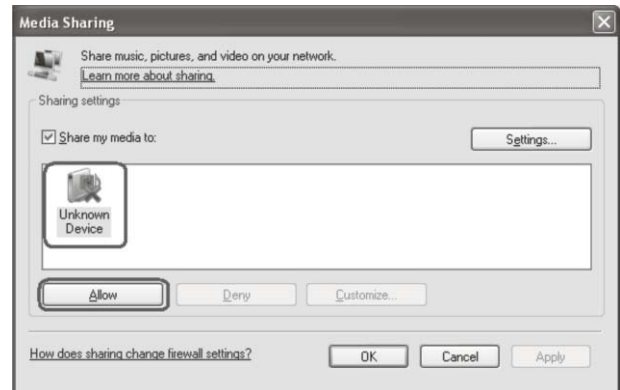 Media Sharing
Share music, pictures, and video on your network.
Learn more about sharing.
Sharing settings
Share my media to:
Settings...
Unknown
Device
Allow
Deny
Customize...
How does sharing change firewall settings?
OK
Cancel
Apply